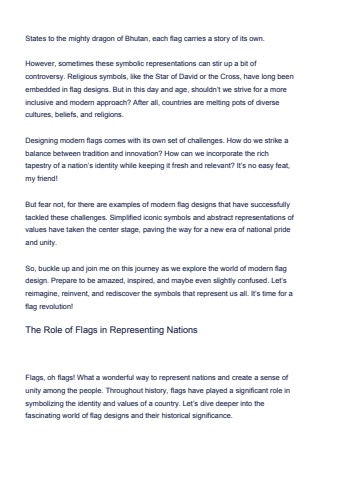 States to the mighty dragon of Bhutan, each flag carries a story of its own.
However, sometimes these symbolic representations can stir up a bit of
controversy. Religious symbols, like the Star of David or the Cross, have long been
embedded in flag designs. But in this day and age, shouldn't we strive for a more
inclusive and modern approach? After all, countries are melting pots of diverse
cultures, beliefs, and religions.
Designing modern flags comes with its own set of challenges. How do we strike a
balance between tradition and innovation? How can we incorporate the rich
tapestry of a nation's identity while keeping it fresh and relevant? It's no easy feat,
my friend!
But fear not, for there are examples of modern flag designs that have successfully
tackled these challenges. Simplified iconic symbols and abstract representations of
values have taken the center stage, paving the way for a new era of national pride
and unity.
So, buckle up and join me on this journey as we explore the world of modern flag
design. Prepare to be amazed, inspired, and maybe even slightly confused. Let's
reimagine, reinvent, and rediscover the symbols that represent us all. It's time for a
flag revolution!
The Role of Flags in Representing Nations
Flags, oh flags! What a wonderful way to represent nations and create a sense of
unity among the people. Throughout history, flags have played a significant role in
symbolizing the identity and values of a country. Let's dive deeper into the
fascinating world of flag designs and their historical significance.